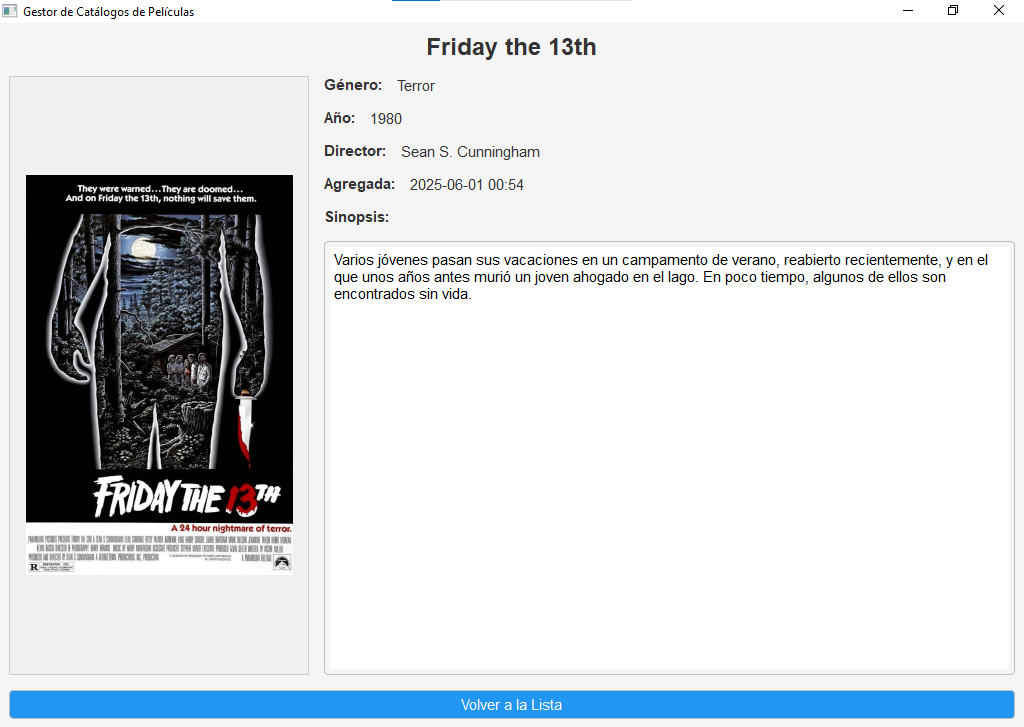 Gestor de Catálogos de Películas
Friday the 13th
They were warned...They are doomed...
And on Friday the 13th, nothing will save them.
FRIDAY THE 13TH
A 24 hour nightmare of terror.
R
Género: Terror
Año: 1980
Director: Sean S. Cunningham
Agregada: 2025-06-01 00:54
Sinopsis:
Varios jóvenes pasan sus vacaciones en un campamento de verano, reabierto recientemente, y en el
que unos años antes murió un joven ahogado en el lago. En poco tiempo, algunos de ellos son
encontrados sin vida.
Volver a la Lista